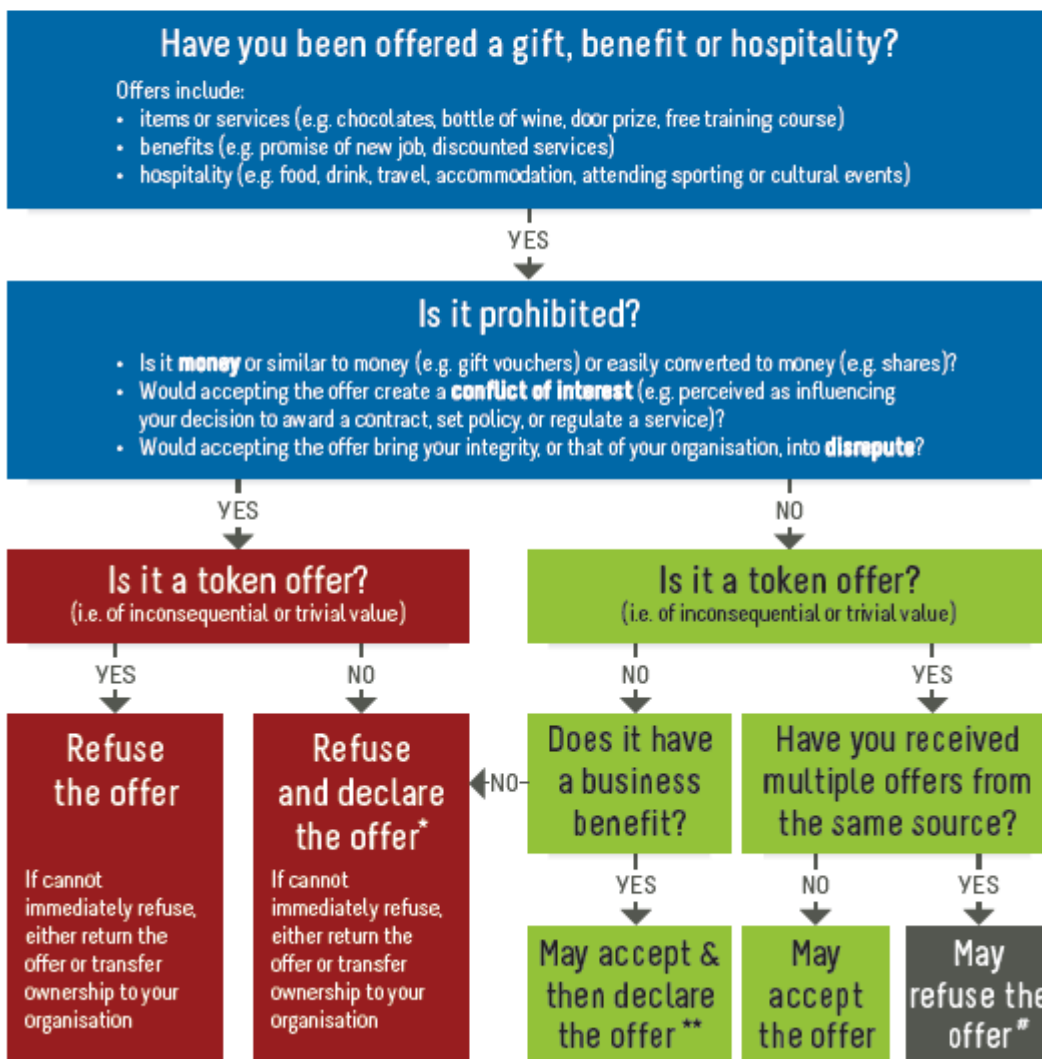 Have you been offered a gift, benefit or hospitality?
Offers include:
• items or services (e.g. chocolates, bottle of wine, door prize, free training course)
• benefits (e.g. promise of new job, discounted services)
• hospitality (e.g. food, drink, travel, accommodation, attending sporting or cultural events)
YES
Is it prohibited?
• Is it money or similar to money (e.g. gift vouchers) or easily converted to money (e.g. shares)?
• Would accepting the offer create a conflict of interest (e.g. perceived as influencing
your decision to award a contract, set policy, or regulate a service)?
• Would accepting the offer bring your integrity, or that of your organisation, into disrepute?
YES
NO
Is it a token offer?
(i.e. of inconsequential or trivial value)
Is it a token offer?
(i.e. of inconsequential or trivial value)
YES
NO
NO
YES
Refuse
the offer
If cannot
immediately refuse,
either return the
offer or transfer
ownership to your
organisation
Refuse
and declare
the offer*
If cannot
immediately refuse,
either return the
offer or transfer
ownership to your
organisation
NO
Does it have
a business
benefit?
Have you received
multiple offers from
the same source?
YES
NO
YES
May accept &
then declare
the offer **
May
accept
the offer
May
refuse the
offer #